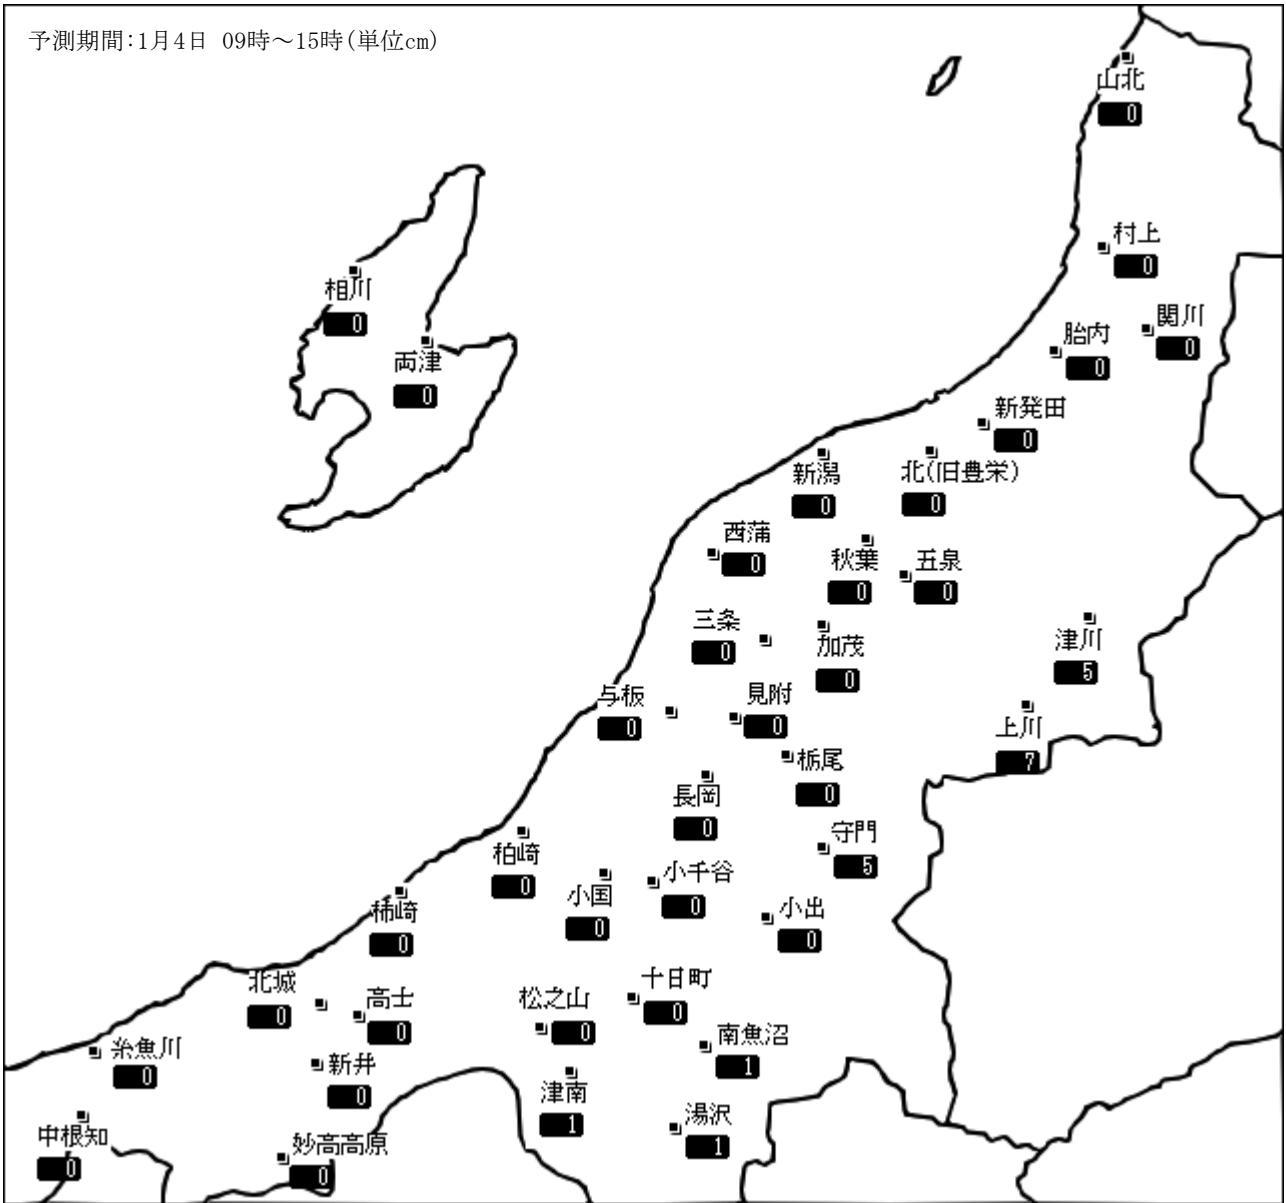 予測期間:1月4日 09時～15時(単位cm)
山北
0
村上
0
関川
0
胎内
0
新発田
0
相川
0
両津
0
新潟
0
北(旧豊栄)
0
西蒲
0
秋葉
0
五泉
0
三条
0
加茂
0
津川
5
与板
0
見附
0
上川
7
栃尾
0
長岡
0
守門
5
柏崎
0
小国
0
小千谷
0
小出
0
柿崎
0
北城
0
高士
0
松之山
0
十日町
0
南魚沼
1
糸魚川
0
新井
0
津南
1
湯沢
1
中根知
0
妙高高原
0